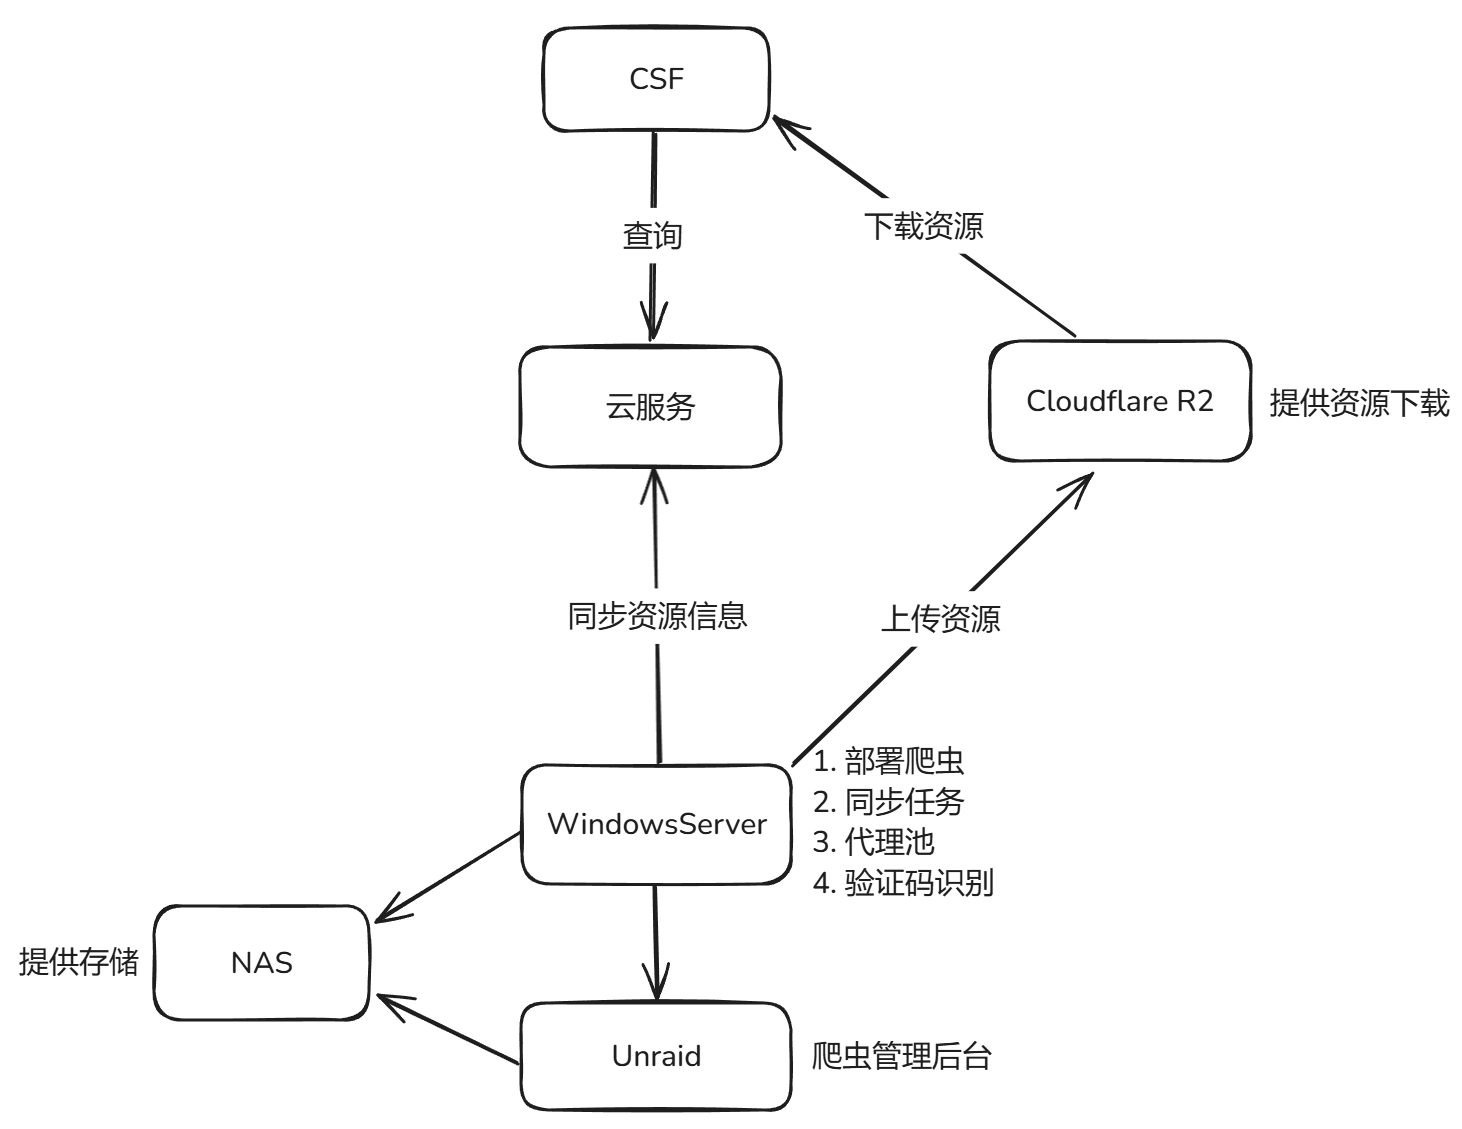 CSF
查询
下载资源
云服务
Cloudflare R2
提供资源下载
同步资源信息
上传资源
WindowsServer
1. 部署爬虫
2. 同步任务
3. 代理池
4. 验证码识别
提供存储
NAS
Unraid
爬虫管理后台